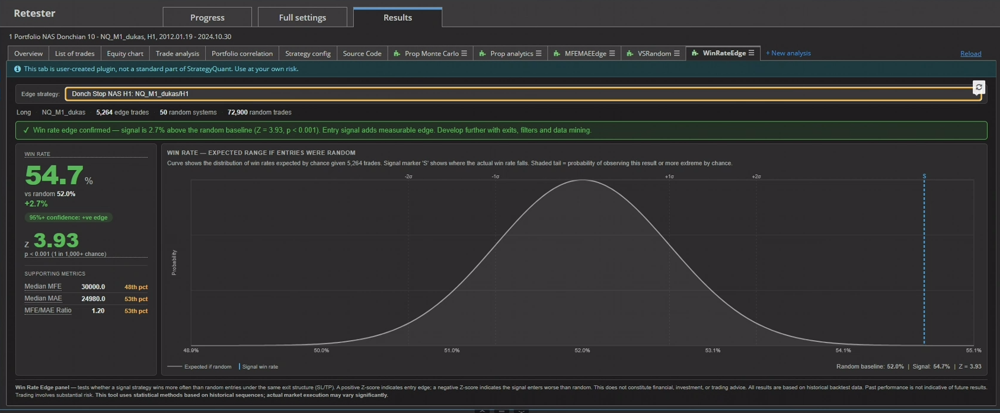 Retester
Progress
Full settings
Results
1 Portfolio NAS Donchian 10 - NQ_M1_dukas, H1, 2012.01.19 - 2024.10.30
Overview
List of trades
Equity chart
Trade analysis
Portfolio correlation
Strategy config
Source Code
Prop Monte Carlo
Prop analytics
MFEMAEEdge
VSRandom
WinRateEdge
+ New analysis
Reload
This tab is user-created plugin, not a standard part of StrategyQuant. Use at your own risk.
Edge strategy: Donch Stop NAS H1: NQ_M1_dukas/H1
Long · NQ_M1_dukas · 5,264 edge trades · 50 random systems · 72,900 random trades
✓ Win rate edge confirmed — signal is 2.7% above the random baseline (Z = 3.93, p < 0.001). Entry signal adds measurable edge. Develop further with exits, filters and data mining.
WIN RATE
54.7 %
vs random 52.0%
+2.7%
95%+ confidence: +ve edge
Z 3.93
p < 0.001 (1 in 1,000+ chance)
SUPPORTING METRICS
Median MFE 30000.0 48th pct
Median MAE 24980.0 53th pct
MFE/MAE Ratio 1.20 53th pct
WIN RATE — EXPECTED RANGE IF ENTRIES WERE RANDOM
Curve shows the distribution of win rates expected by chance given 5,264 trades. Signal marker 'S' shows where the actual win rate falls. Shaded tail = probability of observing this result or more extreme by chance.
-2σ -1σ +1σ +2σ S
Probability
48.9% 50.0% 51.0% 52.0% 53.1% 54.1% 55.1%
Expected if random
Signal win rate
Random baseline: 52.0% | Signal: 54.7% | Z = 3.93
Win Rate Edge panel — tests whether a signal strategy wins more often than random entries under the same exit structure (SL/TP). A positive Z-score indicates entry edge; a negative Z-score indicates the signal enters worse than random. This does not constitute financial, investment, or trading advice. All results are based on historical backtest data. Past performance is not indicative of future results.
Trading involves substantial risk. This tool uses statistical methods based on historical sequences; actual market execution may vary significantly.